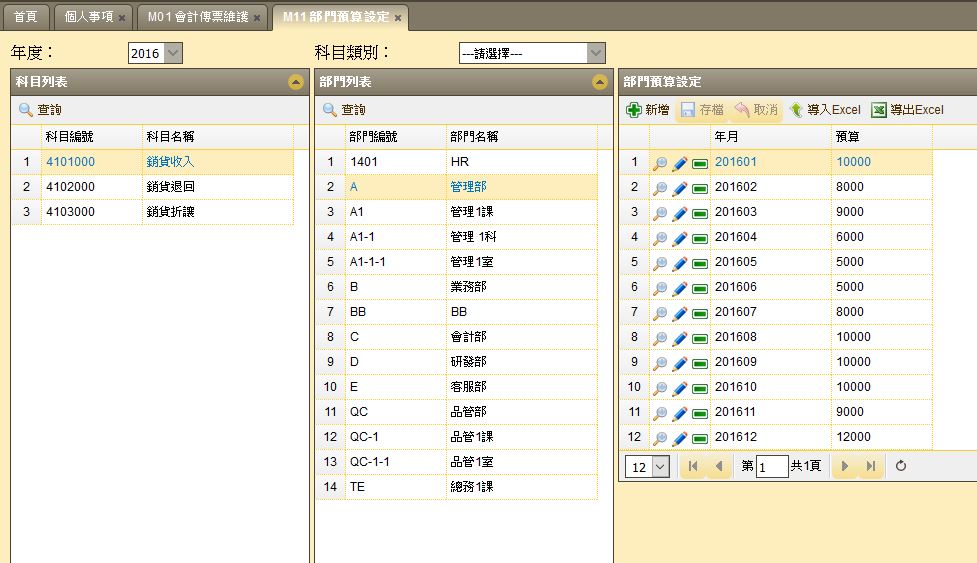 首頁 個人事項 M01 會計傳票維護 M11 部門預算設定
年度： 2016 科目類別： ---請選擇---
科目列表
查詢
科目編號 科目名稱
1 4101000 銷貨收入
2 4102000 銷貨退回
3 4103000 銷貨折讓
部門列表
查詢
部門編號 部門名稱
1 1401 HR
2 A 管理部
3 A1 管理1課
4 A1-1 管理 1科
5 A1-1-1 管理1室
6 B 業務部
7 BB BB
8 C 會計部
9 D 研發部
10 E 客服部
11 QC 品管部
12 QC-1 品管1課
13 QC-1-1 品管1室
14 TE 總務1課
部門預算設定
新增 存檔 取消 導入Excel 導出Excel
年月 預算
1 201601 10000
2 201602 8000
3 201603 9000
4 201604 6000
5 201605 5000
6 201606 5000
7 201607 8000
8 201608 10000
9 201609 10000
10 201610 10000
11 201611 9000
12 201612 12000
12 第 1 共1頁